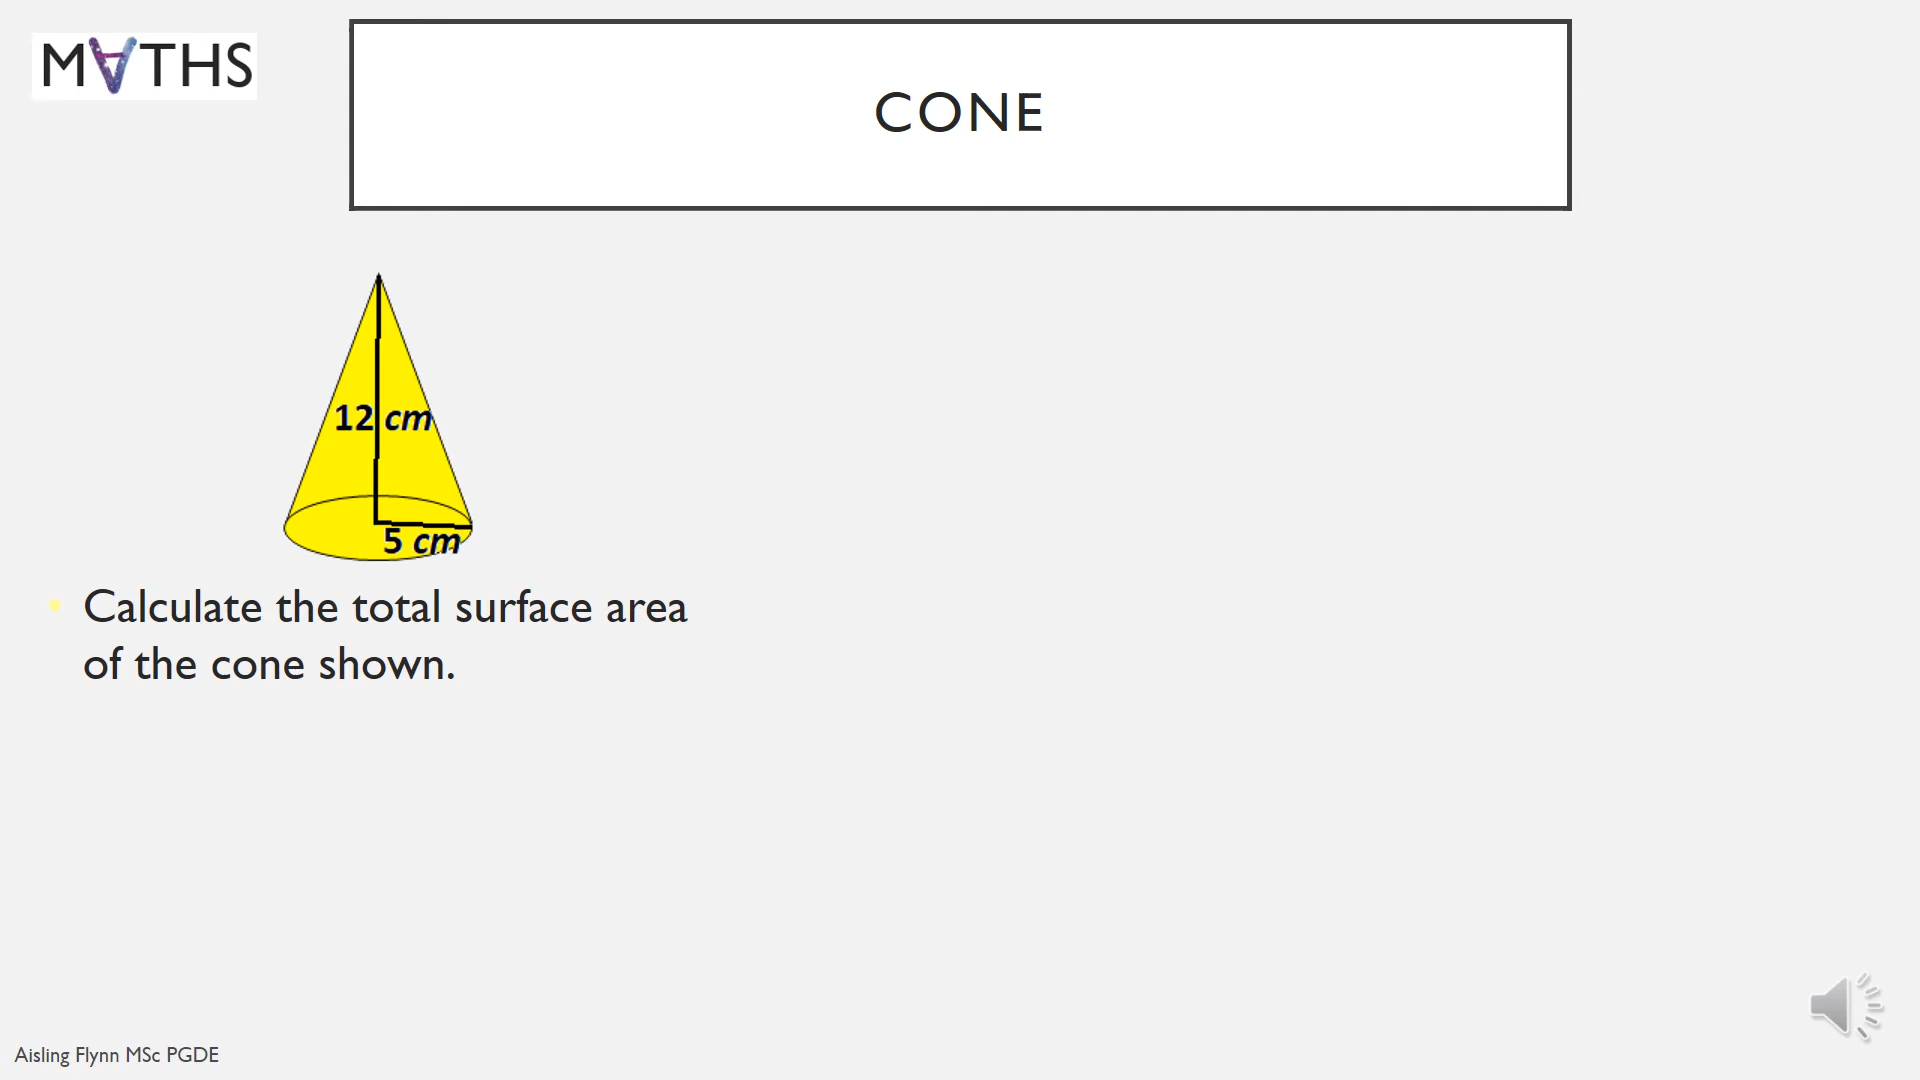 M∀THS
CONE
12 cm
5 cm
• Calculate the total surface area
of the cone shown.
Aisling Flynn MSc PGDE